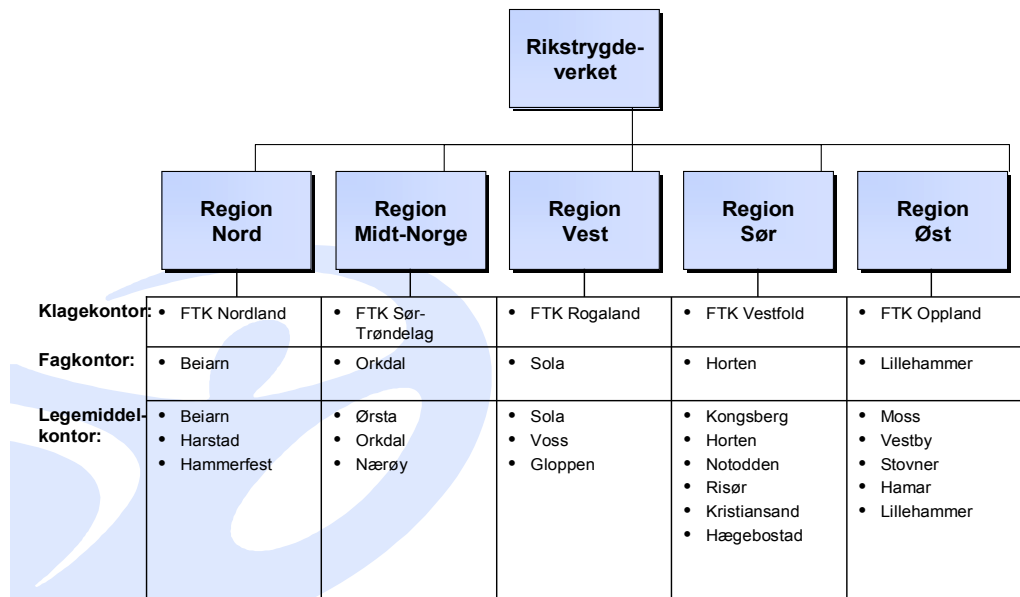 Rikstrygde-
verket
Region
Nord
Region
Midt-Norge
Region
Vest
Region
Sør
Region
Øst
Klagekontor:
• FTK Nordland
• FTK Sør-
Trøndelag
• FTK Rogaland
• FTK Vestfold
• FTK Oppland
Fagkontor:
• Beiarn
• Orkdal
• Sola
• Horten
• Lillehammer
Legemiddel-
kontor:
• Beiarn
• Harstad
• Hammerfest
• Ørsta
• Orkdal
• Nærøy
• Sola
• Voss
• Gloppen
• Kongsberg
• Horten
• Notodden
• Risør
• Kristiansand
• Hægebostad
• Moss
• Vestby
• Stovner
• Hamar
• Lillehammer